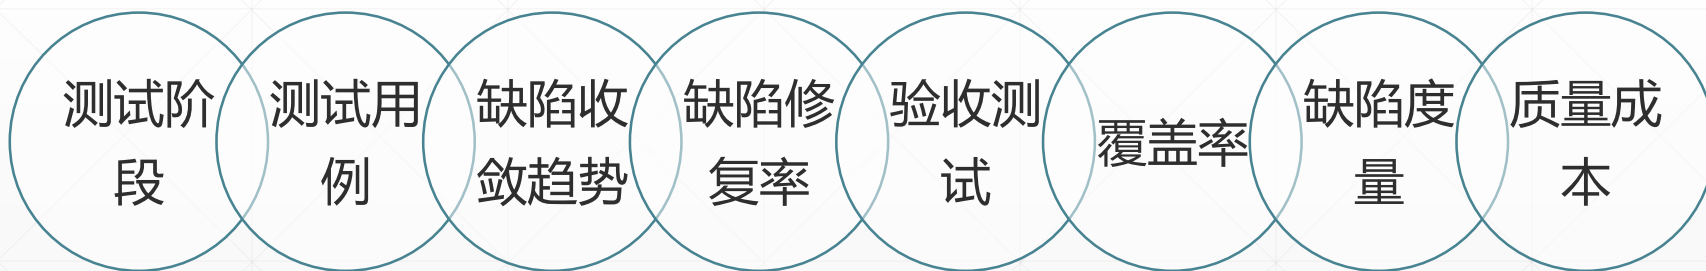 测试阶
段
测试用
例
缺陷收
敛趋势
缺陷修
复率
验收测
试
覆盖率
缺陷度
量
质量成
本